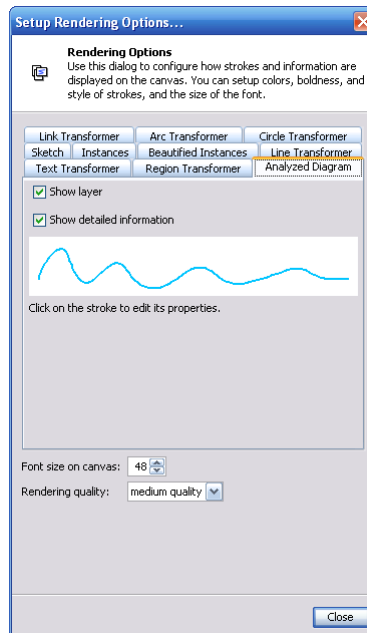 Setup Rendering Options...
Rendering Options
Use this dialog to configure how strokes and information are
displayed on the canvas. You can setup colors, boldness, and
style of strokes, and the size of the font.
Link Transformer Arc Transformer Circle Transformer
Sketch Instances Beautified Instances Line Transformer
Text Transformer Region Transformer Analyzed Diagram
Show layer
Show detailed information
Click on the stroke to edit its properties.
Font size on canvas: 48
Rendering quality: medium quality
Close